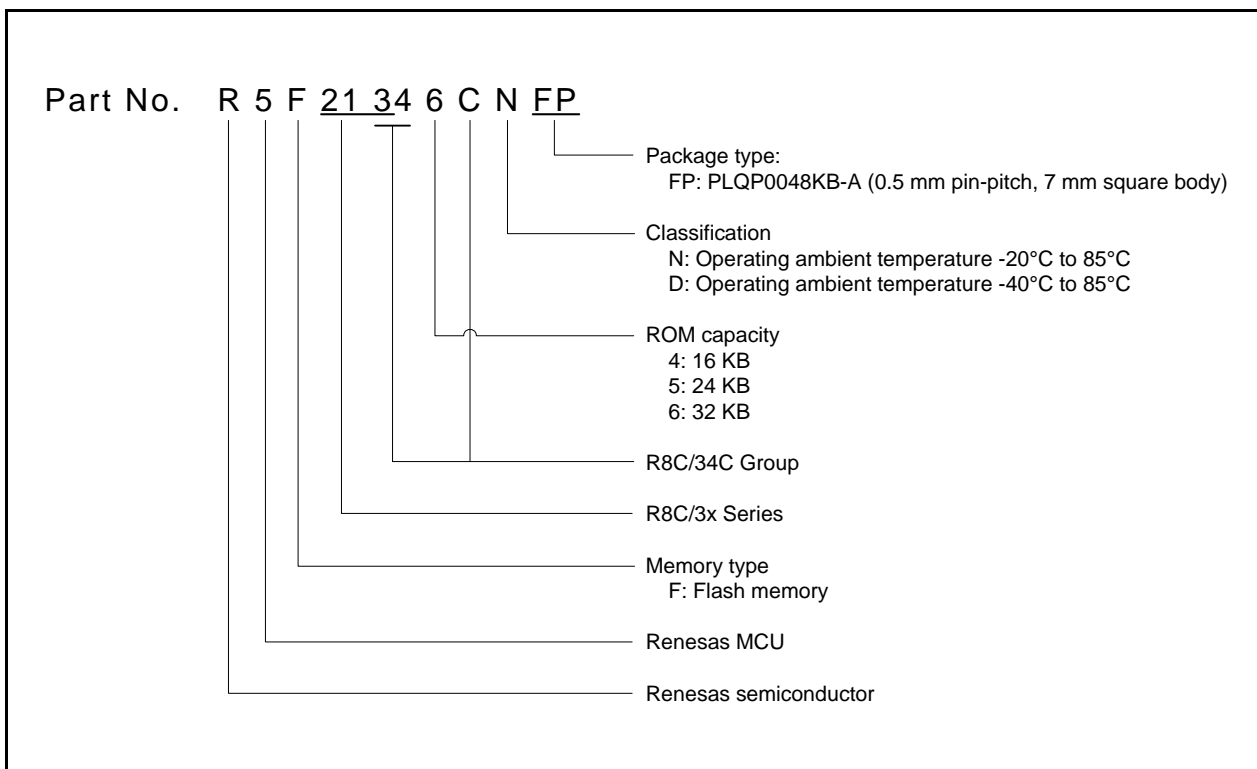 Part No. R 5 F 21 34 6 C N FP
Package type:
FP: PLQP0048KB-A (0.5 mm pin-pitch, 7 mm square body)
Classification
N: Operating ambient temperature -20°C to 85°C
D: Operating ambient temperature -40°C to 85°C
ROM capacity
4: 16 KB
5: 24 KB
6: 32 KB
R8C/34C Group
R8C/3x Series
Memory type
F: Flash memory
Renesas MCU
Renesas semiconductor